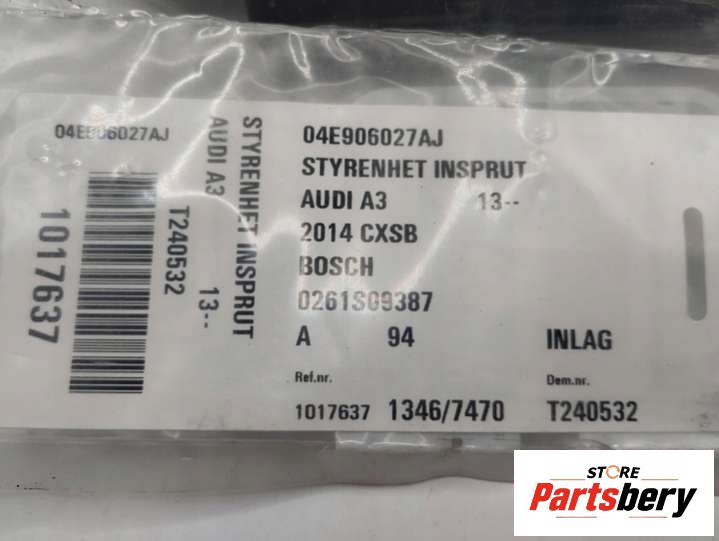 04E906027AJ
1017637
T240532
AUDI A3 13--
STYRENHET INSPRUT
04E906027AJ
STYRENHET INSPRUT
AUDI A3 13--
2014 CXSB
BOSCH
0261S09387
A 94 INLAG
Ref.nr. Dem.nr.
1017637 1346/7470 T240532
STORE
Partsbery